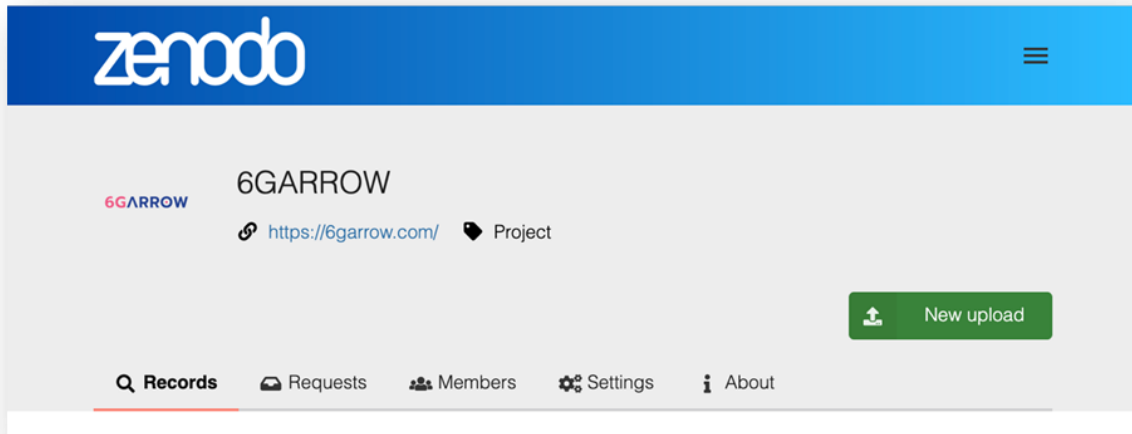 zenodo
6GARROW
6GARROW
https://6garrow.com/ Project
New upload
Records Requests Members Settings About